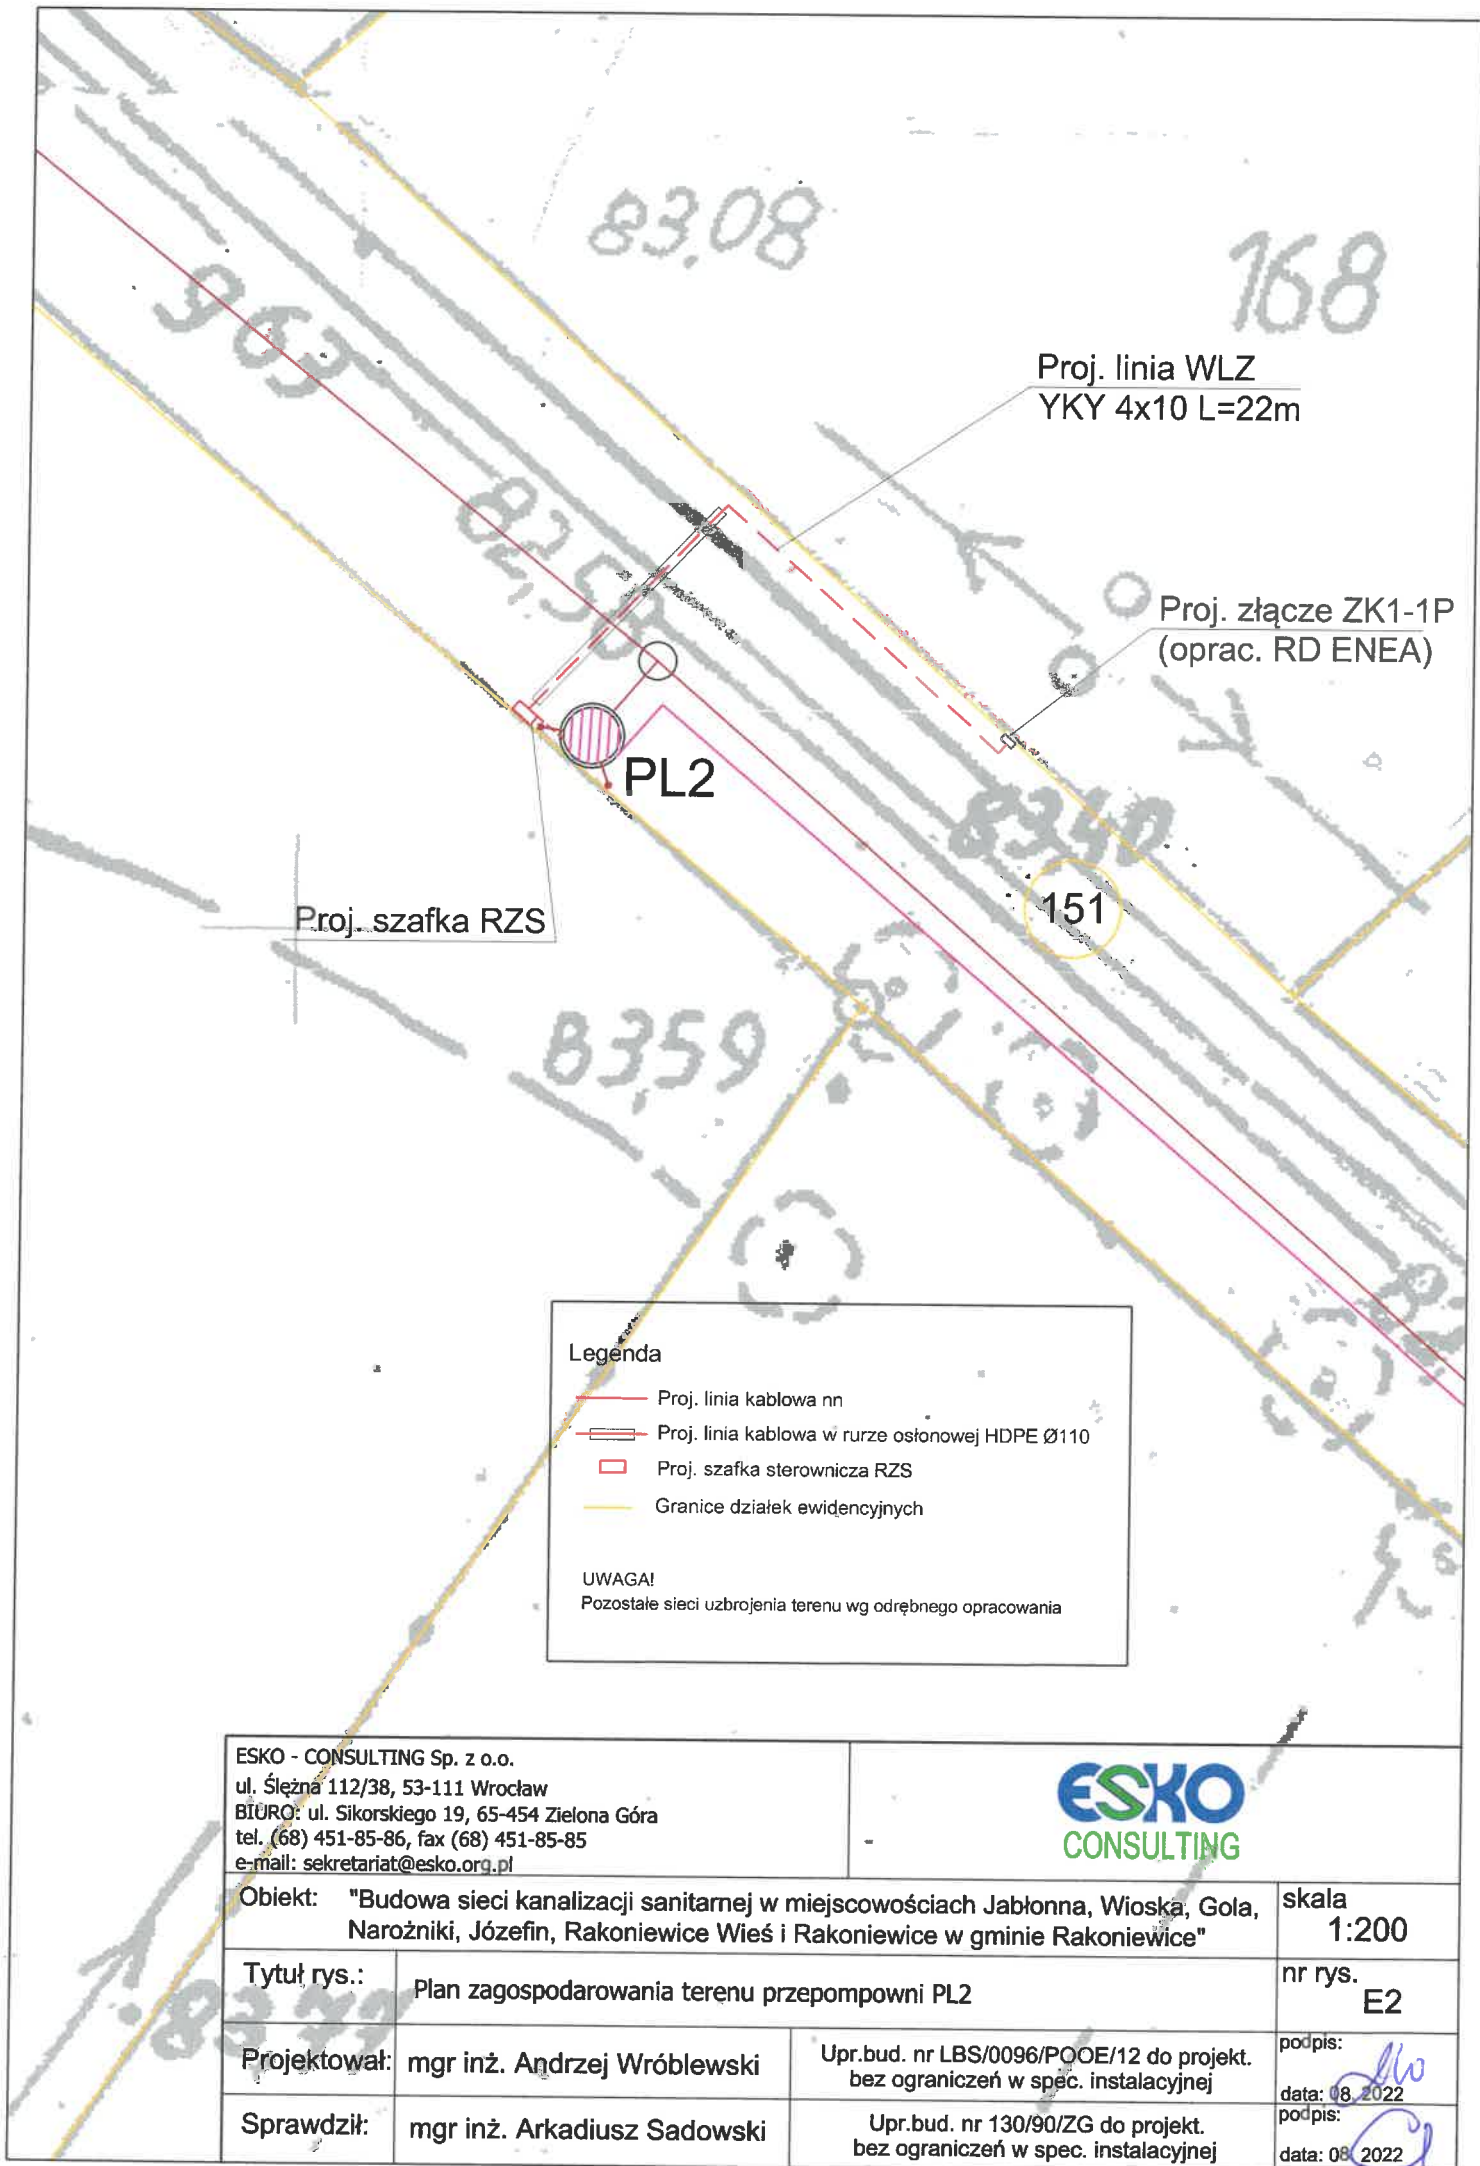 83,08
168
963
Proj. linia WLZ
YKY 4x10 L=22m
82,58
Proj. złącze ZK1-1P
(oprac. RD ENEA)
PL2
8340
151
Proj. szafka RZS
83,59
Legenda
Proj. linia kablowa nn
Proj. linia kablowa w rurze osłonowej HDPE Ø110
Proj. szafka sterownicza RZS
Granice działek ewidencyjnych
UWAGA!
Pozostałe sieci uzbrojenia terenu wg odrębnego opracowania
ESKO - CONSULTING Sp. z o.o.
ul. Ślężna 112/38, 53-111 Wrocław
BIURO: ul. Sikorskiego 19, 65-454 Zielona Góra
tel. (68) 451-85-86, fax (68) 451-85-85
e-mail: sekretariat@esko.org.pl
ESKO
CONSULTING
Obiekt: "Budowa sieci kanalizacji sanitarnej w miejscowościach Jabłonna, Wioska, Gola,
Narożniki, Józefin, Rakoniewice Wieś i Rakoniewice w gminie Rakoniewice"
skala
1:200
Tytuł rys.: Plan zagospodarowania terenu przepompowni PL2
nr rys.
E2
Projektował: mgr inż. Andrzej Wróblewski
Upr.bud. nr LBS/0096/POOE/12 do projekt.
bez ograniczeń w spec. instalacyjnej
podpis:
data: 08.2022
Sprawdził: mgr inż. Arkadiusz Sadowski
Upr.bud. nr 130/90/ZG do projekt.
bez ograniczeń w spec. instalacyjnej
podpis:
data: 08.2022